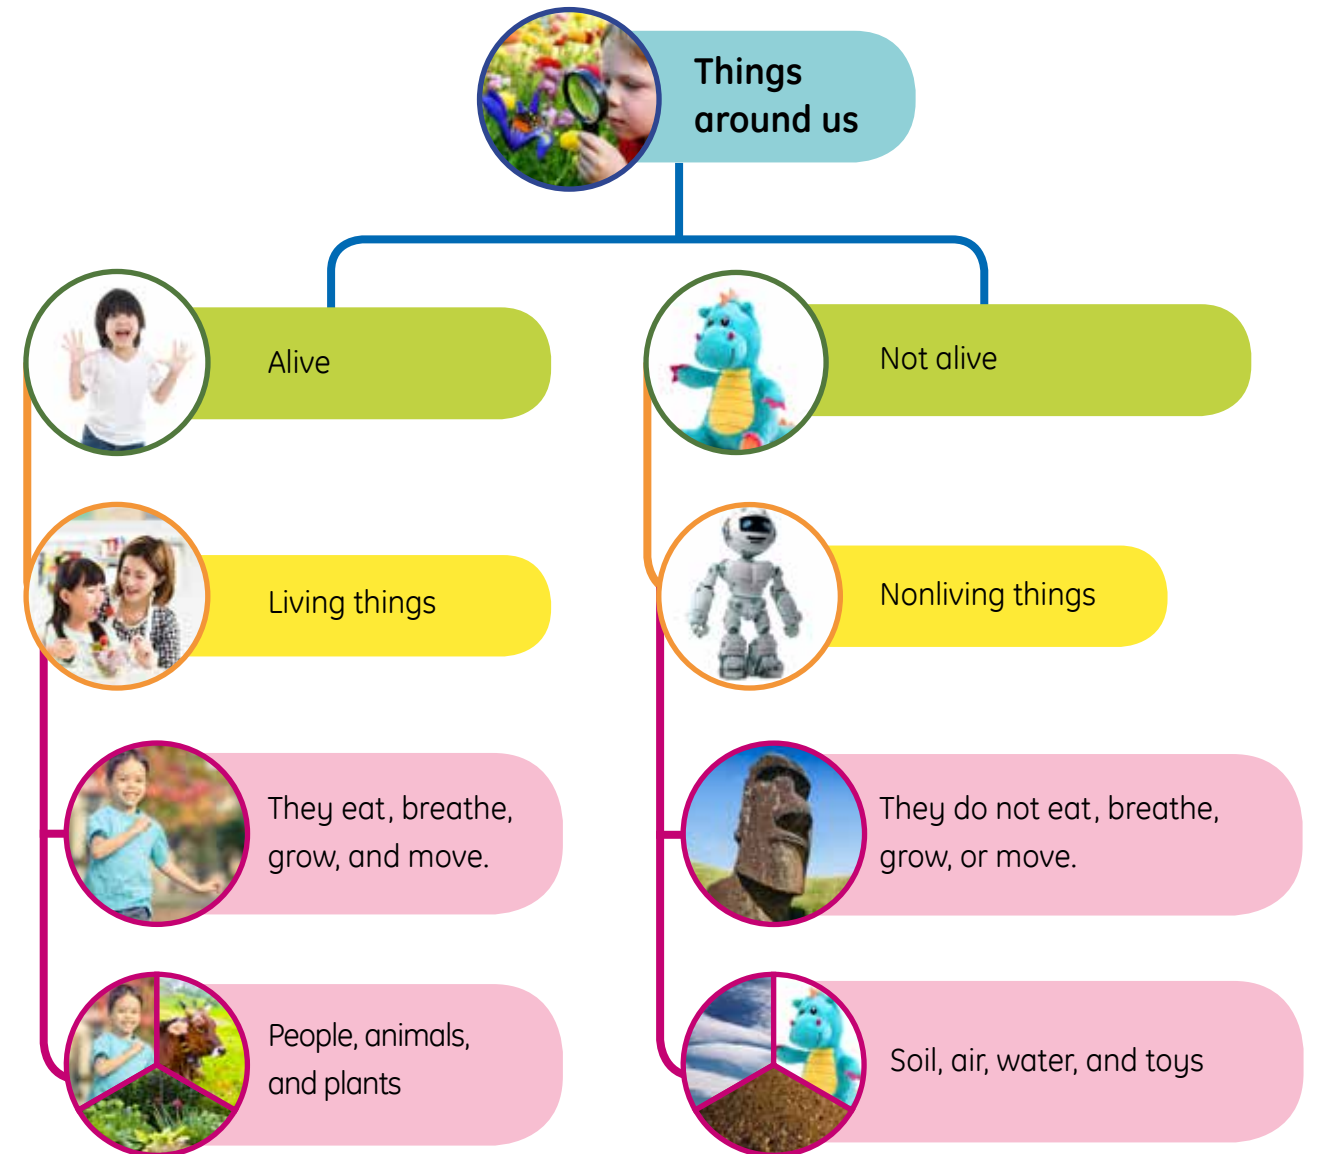 Things
around us
Alive
Not alive
Living things
Nonliving things
They eat, breathe,
grow, and move.
They do not eat, breathe,
grow, or move.
People, animals,
and plants
Soil, air, water, and toys